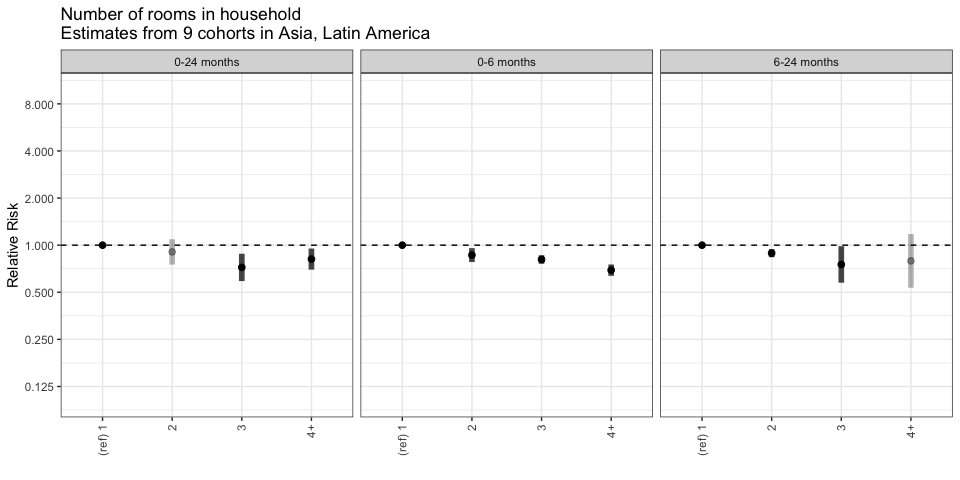 Number of rooms in household
Estimates from 9 cohorts in Asia, Latin America
0-24 months
0-6 months
6-24 months
Relative Risk
8.000
4.000
2.000
1.000
0.500
0.250
0.125
(ref) 1
2
3
4+
(ref) 1
2
3
4+
(ref) 1
2
3
4+